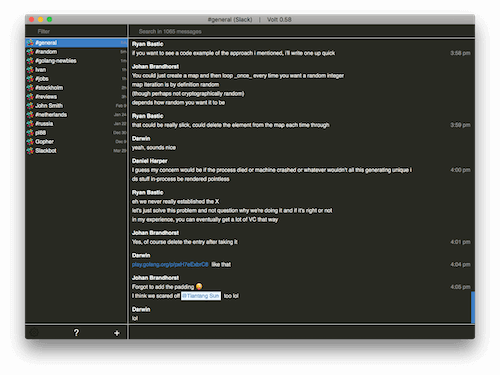 #general (Slack) | Volt 0.58
Filter
Search in 1065 messages
#general 1m
#random 5m
#golang-newbies 1h
Ivan 1h
#jobs 1h
#stockholm 2h
#reviews 3h
John Smith Feb 9
#netherlands Jan 24
#russia Jan 23
pl88 Dec 30
Gopher Dec 9
Slackbot Mar 29
Ryan Bastic
if you want to see a code example of the approach i mentioned, i'll write one up quick 3:58 pm
Johan Brandhorst
You could just create a map and then loop _once_ every time you want a random integer
map iteration is by definition random
(though perhaps not cryptographically random)
depends how random you want it to be
Ryan Bastic
that could be really slick, could delete the element from the map each time through 3:59 pm
Darwin
yeah, sounds nice
Daniel Harper
I guess my concern would be if the process died or machine crashed or whatever wouldn't all this generating unique i 4:00 pm
ds stuff in-process be rendered pointless
Ryan Bastic
eh we never really established the X
let's just solve this problem and not question why we're doing it and if it's right or not
in my experience, you can eventually get a lot of VC that way
Johan Brandhorst
Yes, of course delete the entry after taking it 4:01 pm
Darwin
like that 4:04 pm
Johan Brandhorst
Forgot to add the padding 4:08 pm
I think we scared off @Tianlang Sun too lol
Darwin
lol
? +